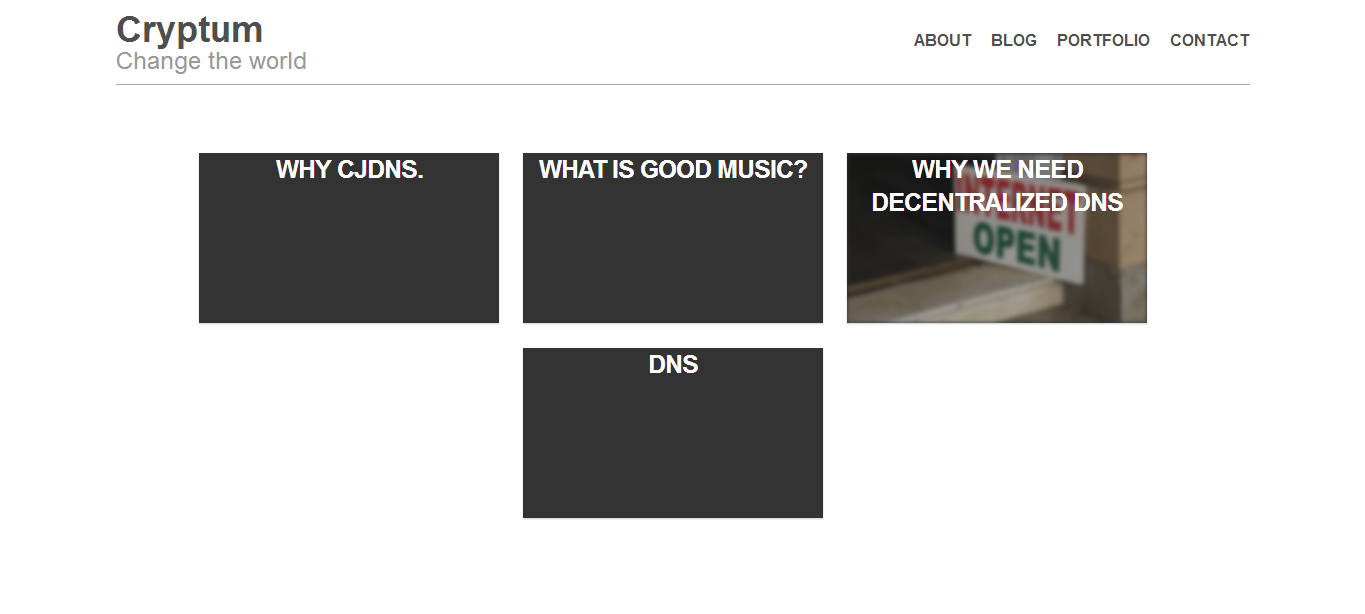 Cryptum
Change the world
ABOUT BLOG PORTFOLIO CONTACT
WHY CJDNS.
WHAT IS GOOD MUSIC?
WHY WE NEED
DECENTRALIZED DNS
INTERNET
OPEN
DNS